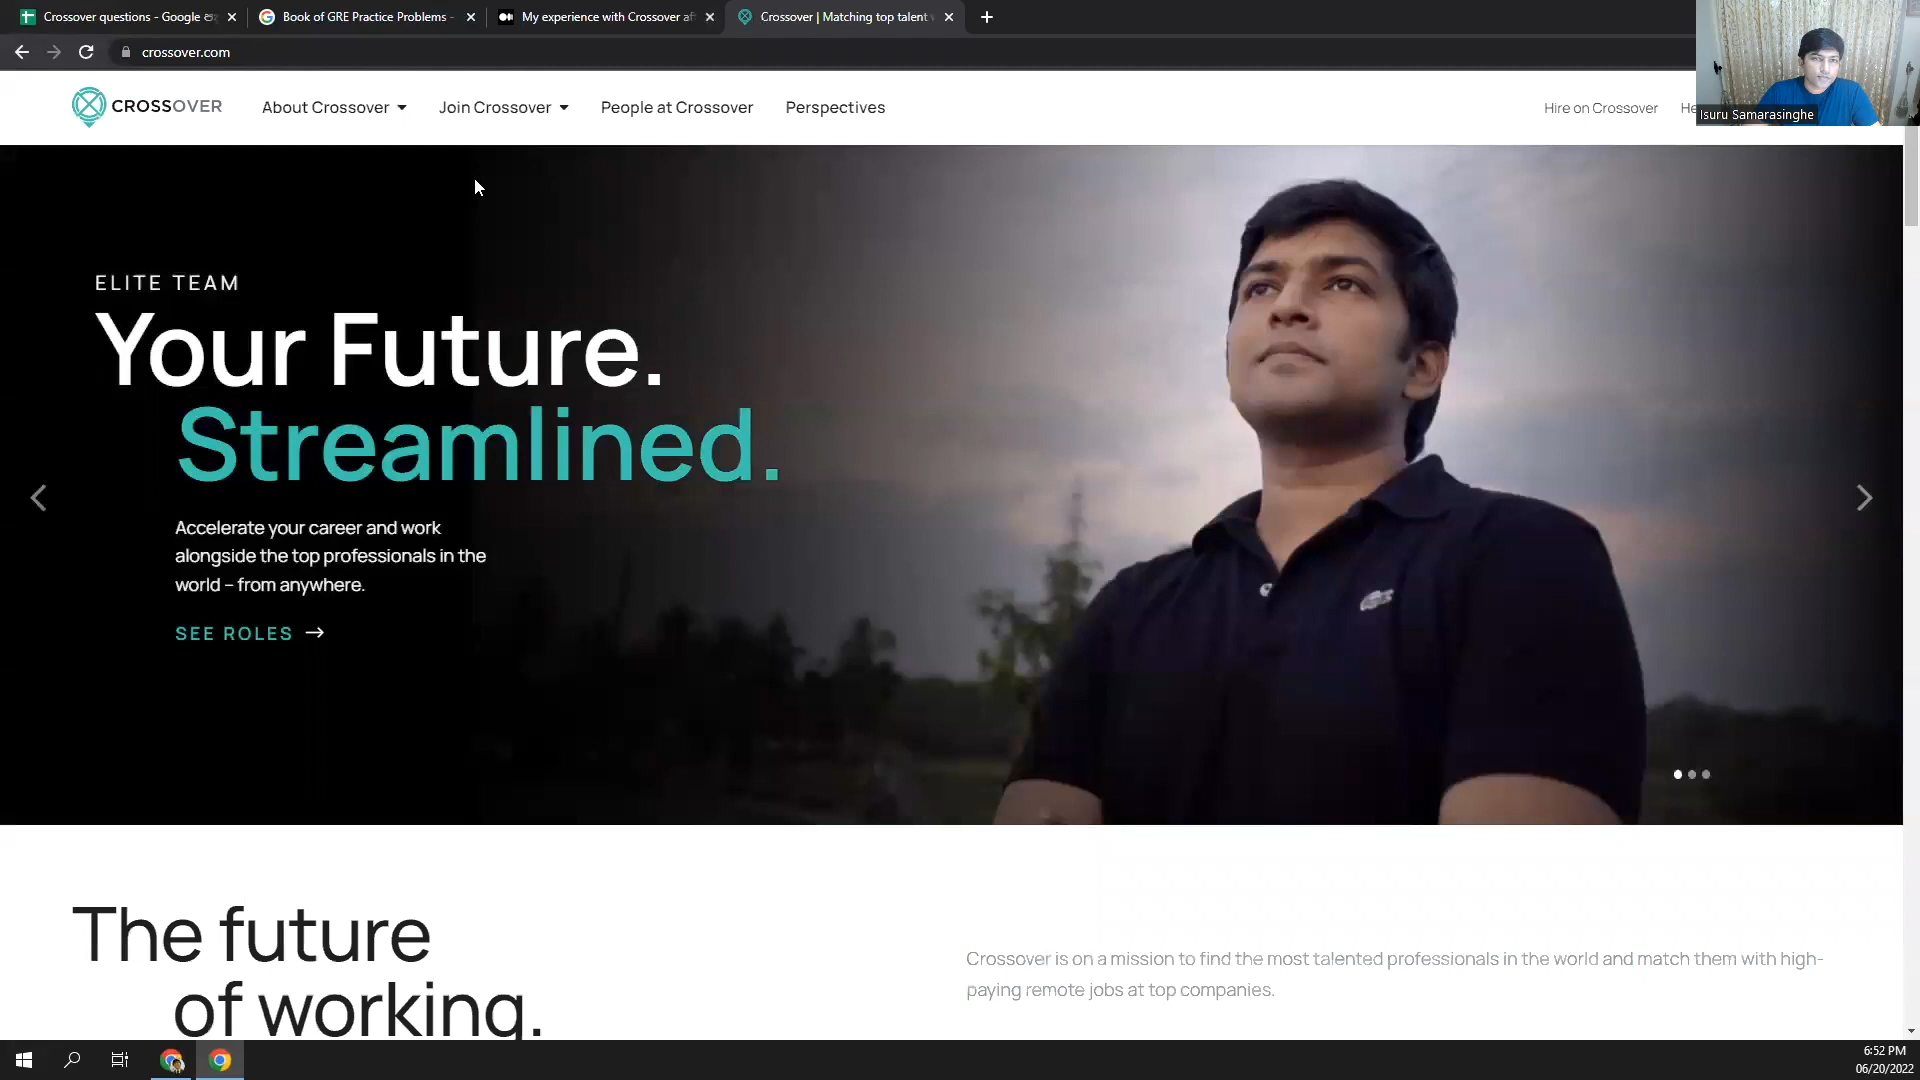 Crossover questions - Google
Book of GRE Practice Problems -
My experience with Crossover af
Crossover | Matching top talent
crossover.com
CROSSOVER
About Crossover
Join Crossover
People at Crossover
Perspectives
Hire on Crossover
He
Isuru Samarasinghe
ELITE TEAM
Your Future.
Streamlined.
Accelerate your career and work
alongside the top professionals in the
world – from anywhere.
SEE ROLES
The future
of working.
Crossover is on a mission to find the most talented professionals in the world and match them with high-
paying remote jobs at top companies.
6:52 PM
06/20/2022